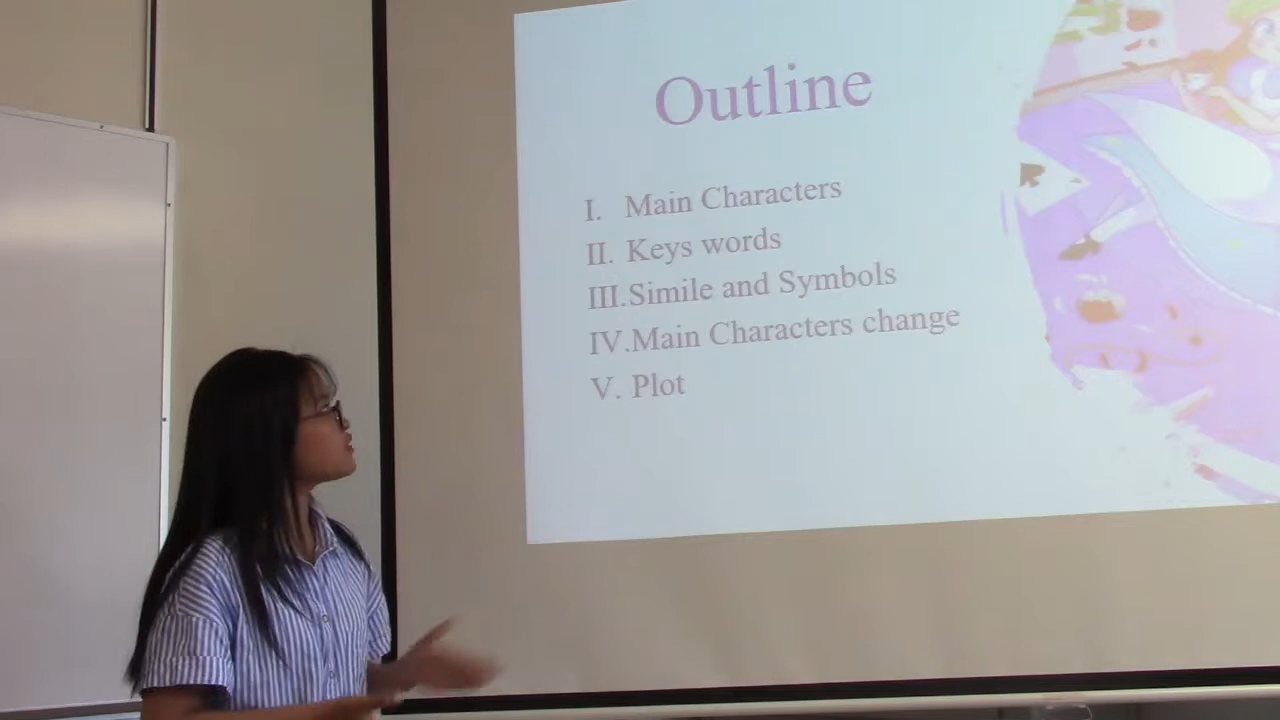 Outline
I. Main Characters
II. Keys words
III. Simile and Symbols
IV. Main Characters change
V. Plot